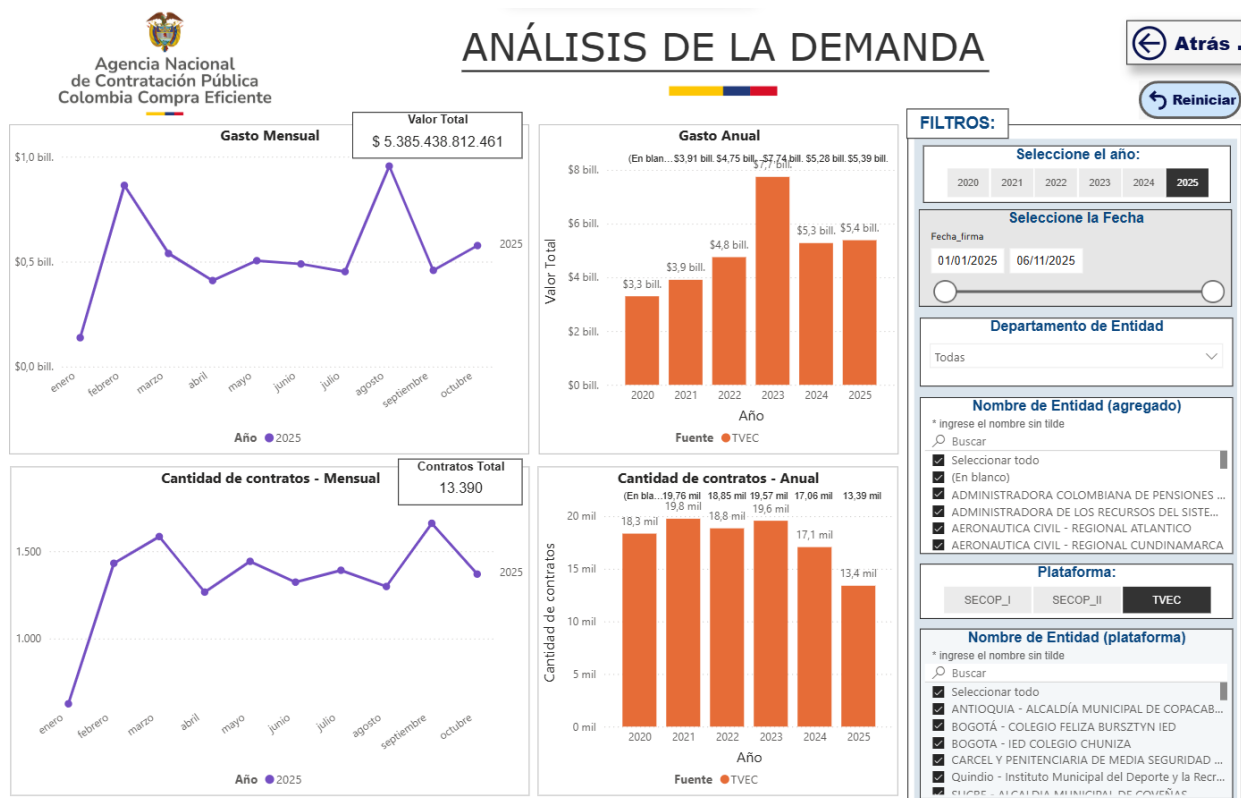 Agencia Nacional
de Contratación Pública
Colombia Compra Eficiente
ANÁLISIS DE LA DEMANDA
Atrás .
Reiniciar
Gasto Mensual
Valor Total
$ 5.385.438.812.461
$1,0 bill.
$0,5 bill.
$0,0 bill.
2025
enero
febrero
marzo
abril
mayo
junio
julio
agosto
septiembre
octubre
Año 2025
Gasto Anual
(En blan... $3,91 bill. $4,75 bill. $7,74 bill. $5,28 bill. $5,39 bill.
Valor Total
$8 bill.
$6 bill.
$4 bill.
$2 bill.
$0 bill.
$3,3 bill.
$3,9 bill.
$4,8 bill.
$7,7 bill.
$5,3 bill.
$5,4 bill.
2020 2021 2022 2023 2024 2025
Año
Fuente TVEC
Cantidad de contratos - Mensual
Contratos Total
13.390
1.500
1.000
2025
enero
febrero
marzo
abril
mayo
junio
julio
agosto
septiembre
octubre
Año 2025
Cantidad de contratos - Anual
(En bla... 19,76 mil 18,85 mil 19,57 mil 17,06 mil 13,39 mil
Cantidad de contratos
20 mil
15 mil
10 mil
5 mil
0 mil
18,3 mil
19,8 mil
18,8 mil
19,6 mil
17,1 mil
13,4 mil
2020 2021 2022 2023 2024 2025
Año
Fuente TVEC
FILTROS:
Seleccione el año:
2020 2021 2022 2023 2024 2025
Seleccione la Fecha
Fecha_firma
01/01/2025 06/11/2025
Departamento de Entidad
Todas
Nombre de Entidad (agregado)
* ingrese el nombre sin tilde
Buscar
Seleccionar todo
(En blanco)
ADMINISTRADORA COLOMBIANA DE PENSIONES ...
ADMINISTRADORA DE LOS RECURSOS DEL SISTE...
AERONAUTICA CIVIL - REGIONAL ATLANTICO
AERONAUTICA CIVIL - REGIONAL CUNDINAMARCA
Plataforma:
SECOP_I SECOP_II TVEC
Nombre de Entidad (plataforma)
* ingrese el nombre sin tilde
Buscar
Seleccionar todo
ANTIOQUIA - ALCALDÍA MUNICIPAL DE COPACAB...
BOGOTÁ - COLEGIO FELIZA BURSZTYN IED
BOGOTA - IED COLEGIO CHUNIZA
CARCEL Y PENITENCIARIA DE MEDIA SEGURIDAD ...
Quindio - Instituto Municipal del Deporte y la Recr...
SUCRE - ALCALDIA MUNICIPAL DE COVEÑAS